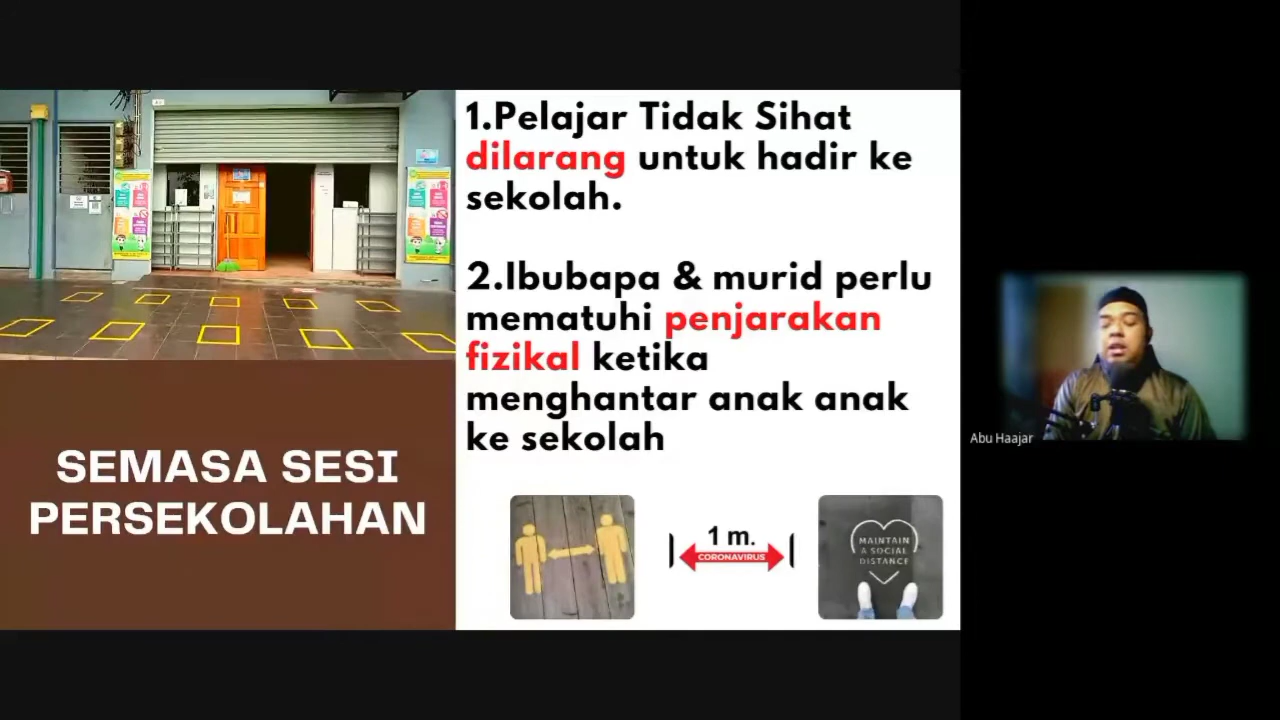 1.Pelajar Tidak Sihat
dilarang untuk hadir ke
sekolah.
2.Ibubapa & murid perlu
mematuhi penjarakan
fizikal ketika
menghantar anak anak
ke sekolah
SEMASA SESI
PERSEKOLAHAN
1 m.
CORONAVIRUS
MAINTAIN
A SOCIAL
DISTANCE
Abu Haajar